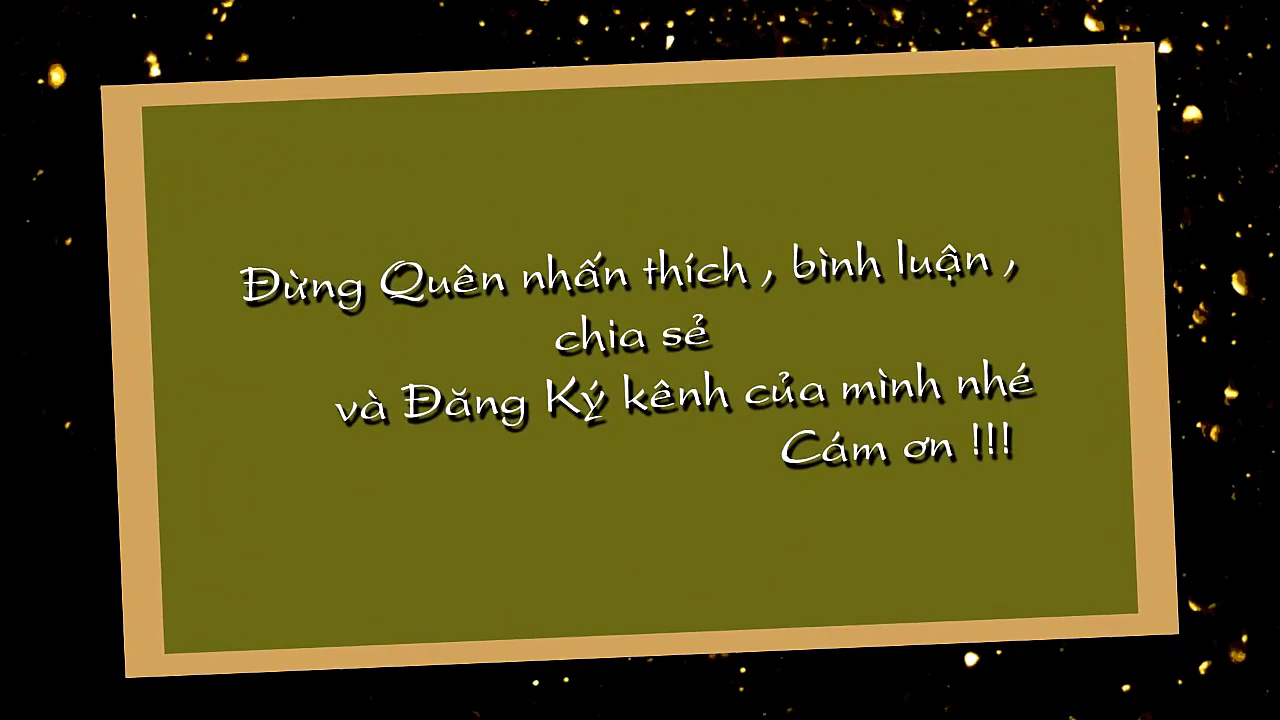 Đừng Quên nhấn thích , bình luận ,
chia sẻ
và Đăng Ký kênh của mình nhé
Cám ơn !!!